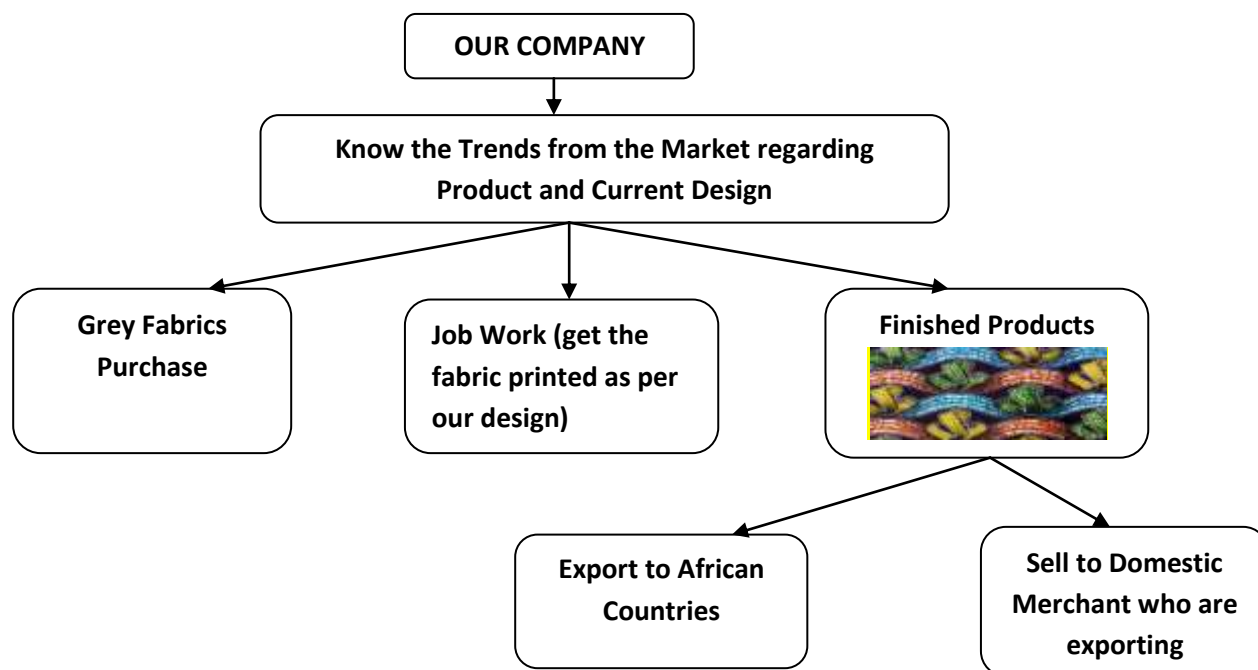 OUR COMPANY
Know the Trends from the Market regarding
Product and Current Design
Grey Fabrics
Purchase
Job Work (get the
fabric printed as per
our design)
Finished Products
Export to African
Countries
Sell to Domestic
Merchant who are
exporting